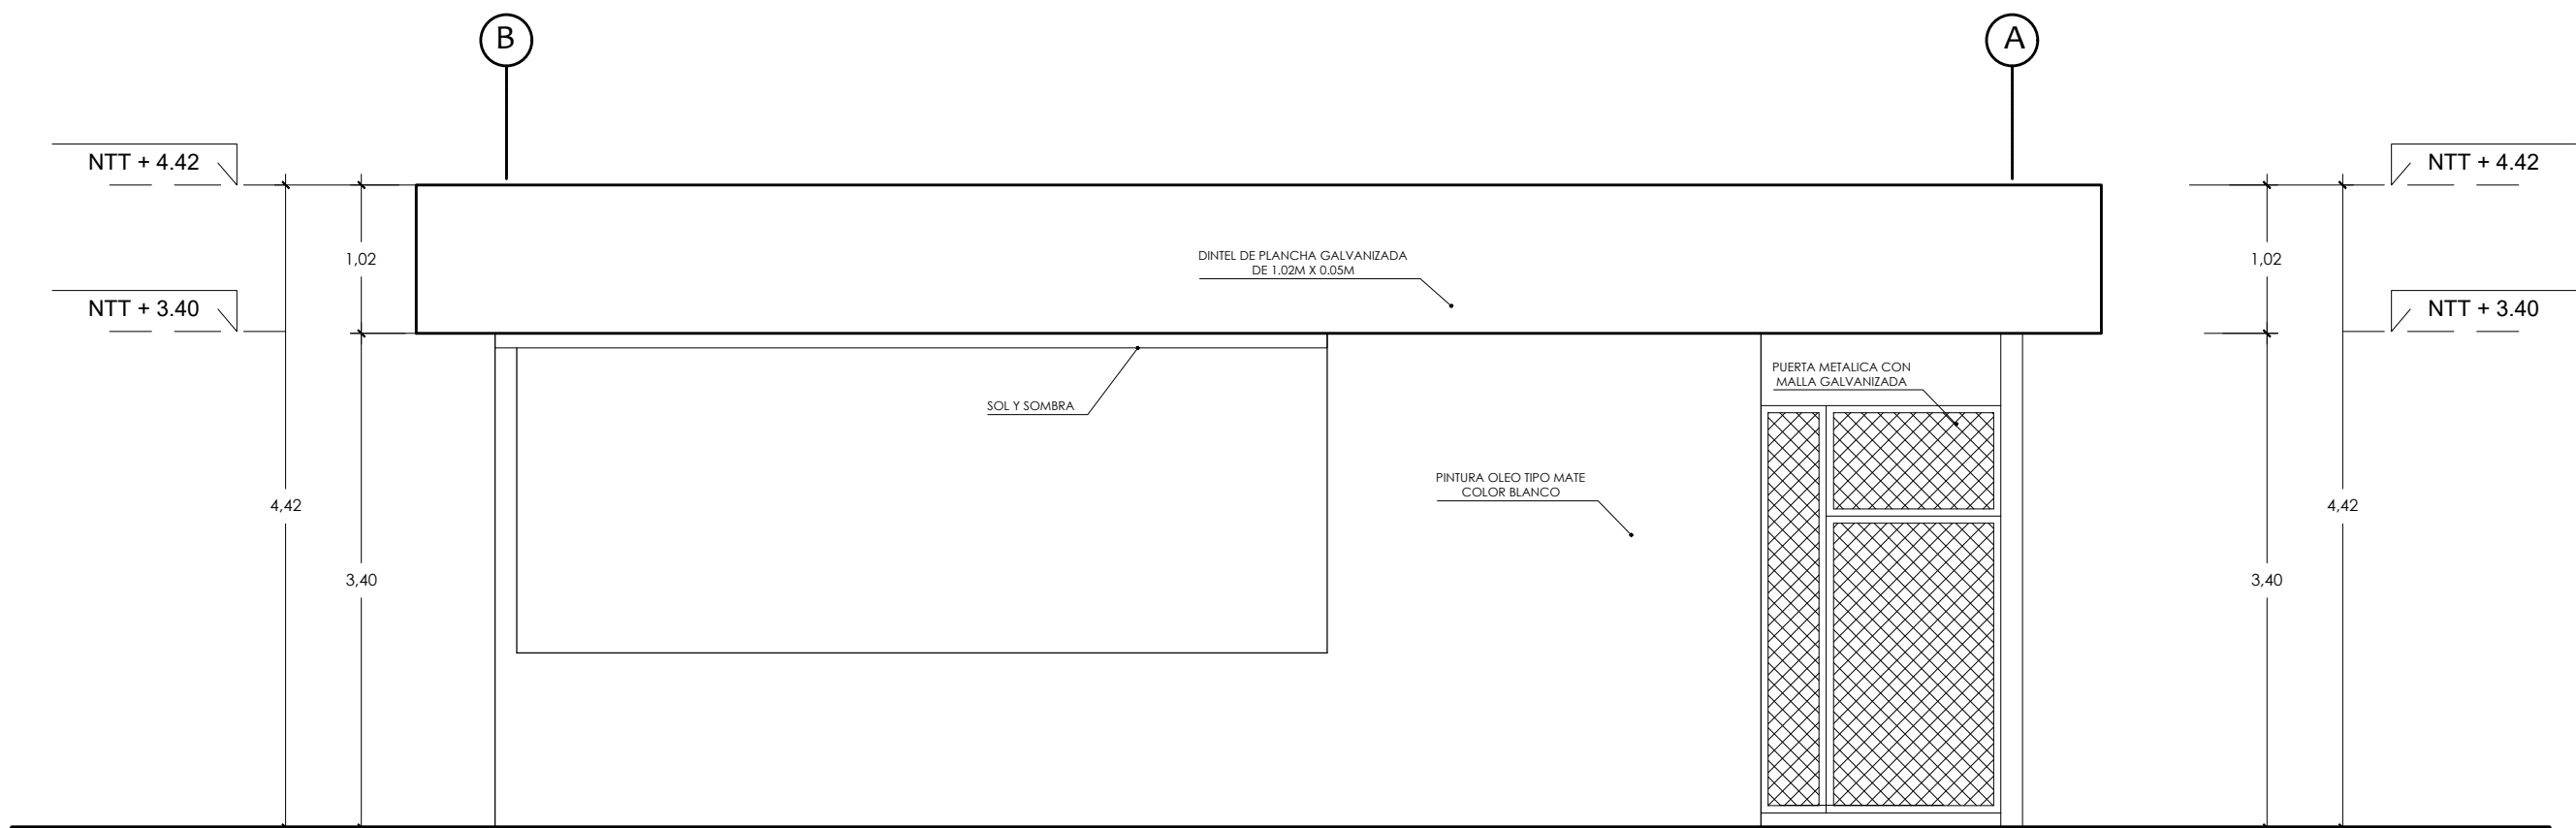 B
A
NTT + 4.42
NTT + 4.42
1,02
DINTEL DE PLANCHA GALVANIZADA
DE 1.02M X 0.05M
1,02
NTT + 3.40
NTT + 3.40
PUERTA METALICA CON
MALLA GALVANIZADA
SOL Y SOMBRA
PINTURA OLEO TIPO MATE
COLOR BLANCO
4,42
4,42
3,40
3,40